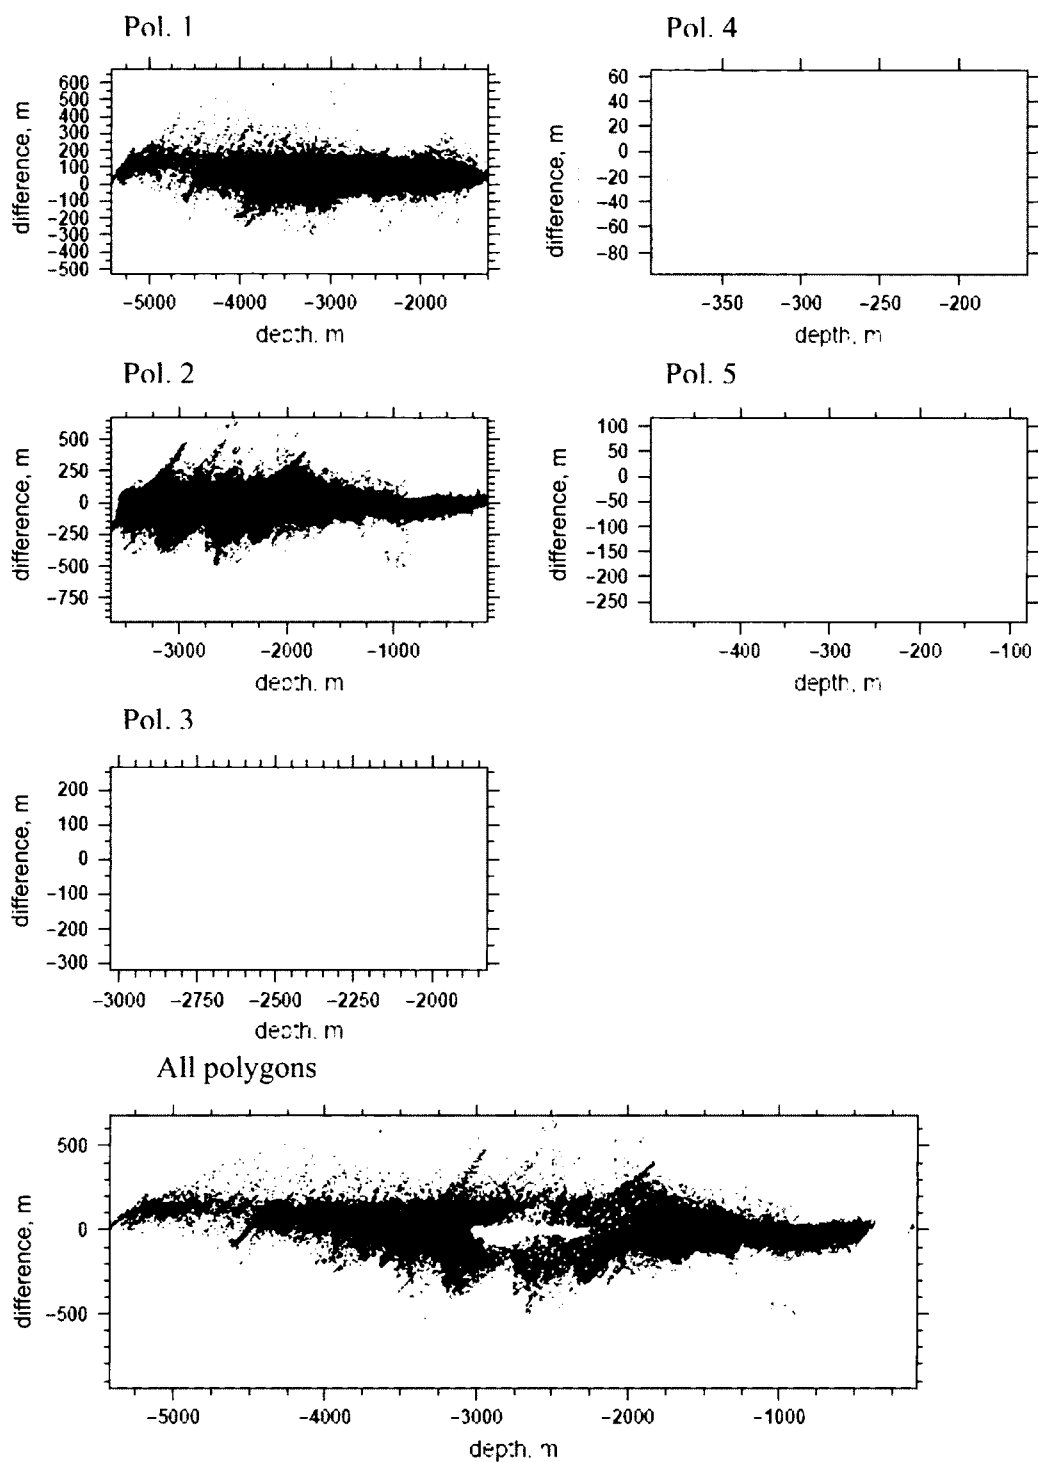 Pol. 1
difference, m
600
500
400
300
200
100
0
−100
−200
−300
−400
−500
−5000 −4000 −3000 −2000
depth, m
Pol. 4
difference, m
60
40
20
0
−20
−40
−60
−80
−350 −300 −250 −200
depth, m
Pol. 2
difference, m
500
250
0
−250
−500
−750
−3000 −2000 −1000
depth, m
Pol. 5
difference, m
100
50
0
−50
−100
−150
−200
−250
−400 −300 −200 −100
depth, m
Pol. 3
difference, m
200
100
0
−100
−200
−300
−3000 −2750 −2500 −2250 −2000
depth, m
All polygons
difference, m
500
0
−500
−5000 −4000 −3000 −2000 −1000
depth, m